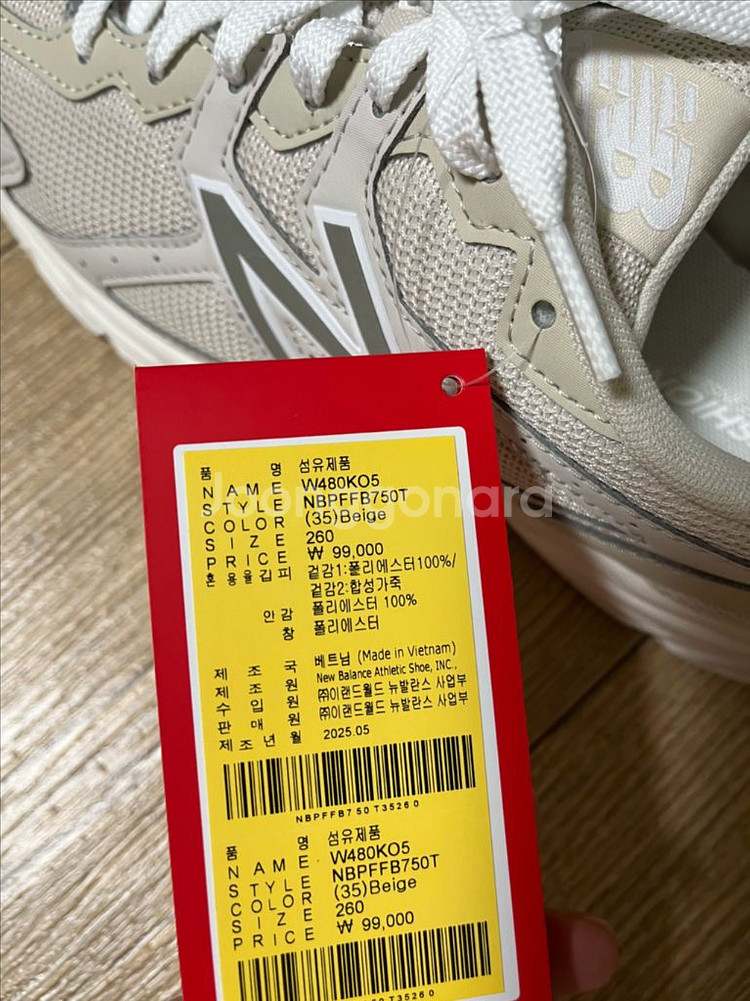 NB
N
품 명 섬유제품
NAME W480KO5
STYLE NBPFFB750T
COLOR (35)Beige
SIZE 260
PRICE ₩ 99,000
혼용율겉피 겉감1:폴리에스터100%/
겉감2:합성가죽
안감 폴리에스터 100%
창 폴리에스터
제조국 베트남 (Made in Vietnam)
제조원 New Balance Athletic Shoe, INC.,
수입원 ㈜이랜드월드 뉴발란스 사업부
판매원 ㈜이랜드월드 뉴발란스 사업부
제조년월 2025.05
NBPFFB750T35260
품 명 섬유제품
NAME W480KO5
STYLE NBPFFB750T
COLOR (35)Beige
SIZE 260
PRICE ₩ 99,000
Joonggonard